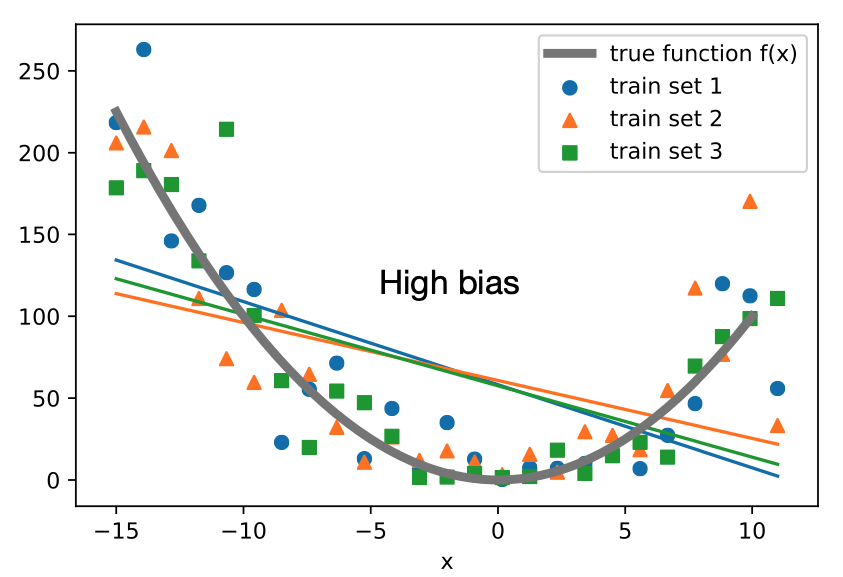 true function f(x)
train set 1
train set 2
train set 3
High bias
250
200
150
100
50
0
−15 −10 −5 0 5 10
x